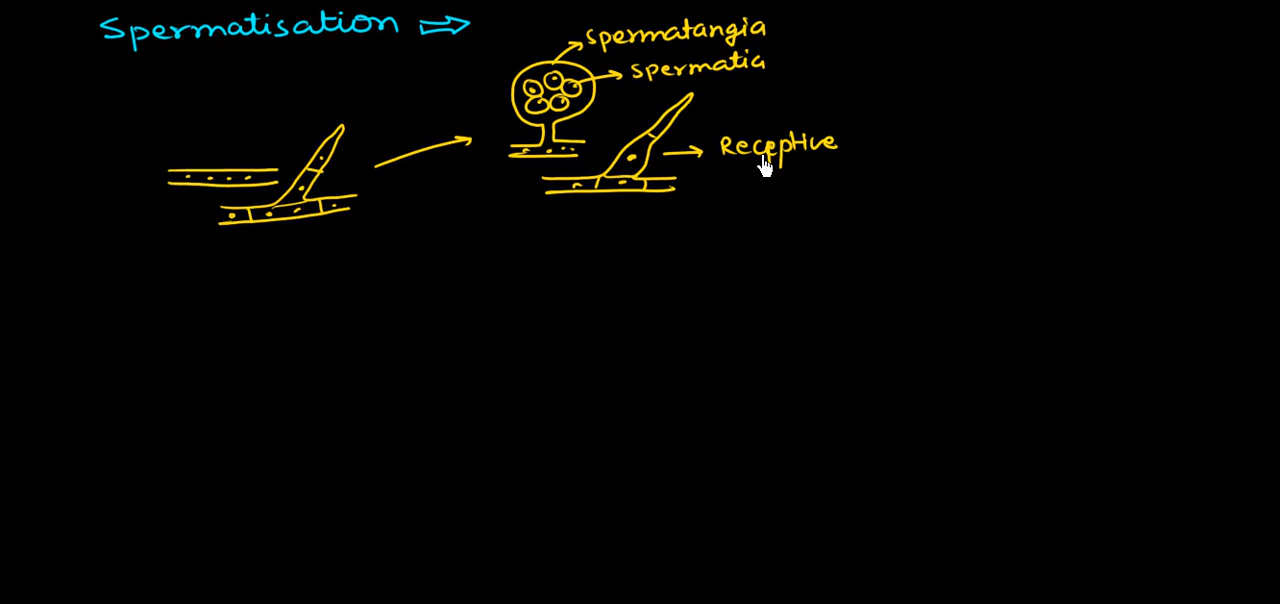 Spermatisation ⇒
spermatangia
spermatia
Receptive